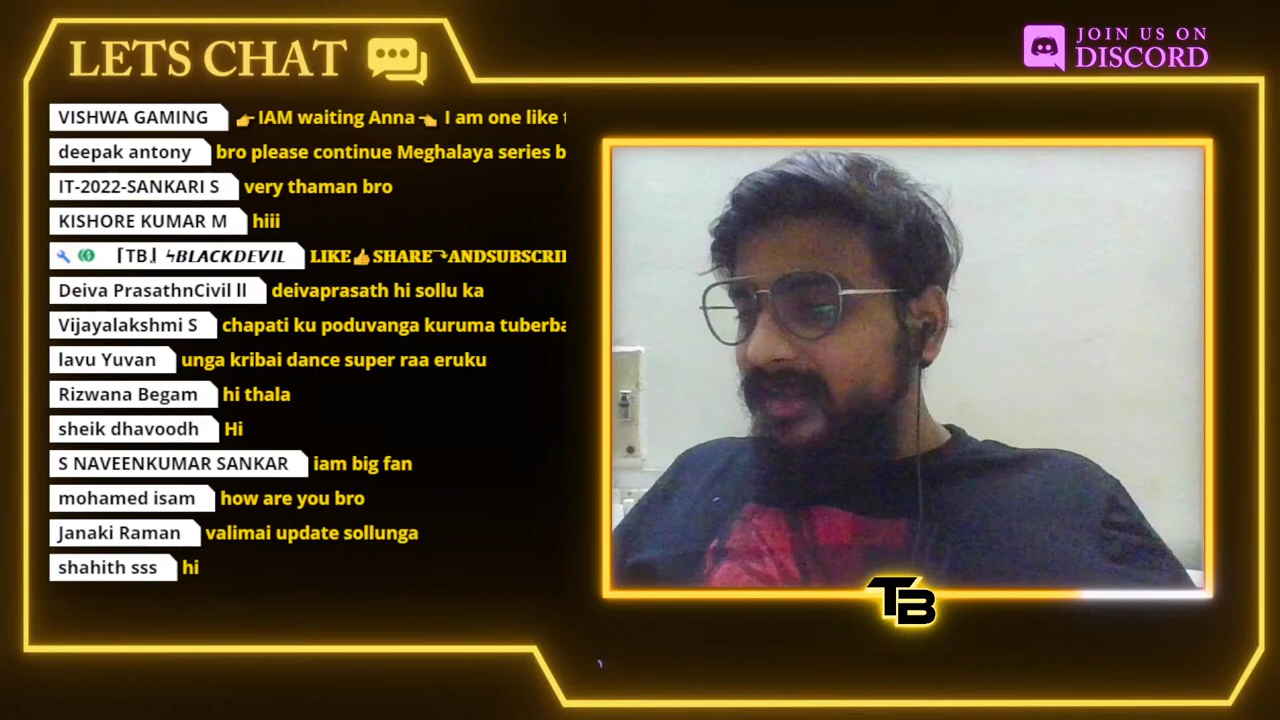 LETS CHAT
JOIN US ON
DISCORD
VISHWA GAMING 👉IAM waiting Anna👈 I am one like
deepak antony bro please continue Meghalaya series b
IT-2022-SANKARI S very thaman bro
KISHORE KUMAR M hiii
「TB」ϟ𝘽𝙇𝘼𝘾𝙆𝘿𝙀𝙑𝙄𝙇 𝐋𝐈𝐊𝐄👍𝐒𝐇𝐀𝐑𝐄⤵𝐀𝐍𝐃𝐒𝐔𝐁𝐒𝐂𝐑𝐈
Deiva PrasathnCivil ll deivaprasath hi sollu ka
Vijayalakshmi S chapati ku poduvanga kuruma tuberba
lavu Yuvan unga kribai dance super raa eruku
Rizwana Begam hi thala
sheik dhavoodh Hi
S NAVEENKUMAR SANKAR iam big fan
mohamed isam how are you bro
Janaki Raman valimai update sollunga
shahith sss hi
TB